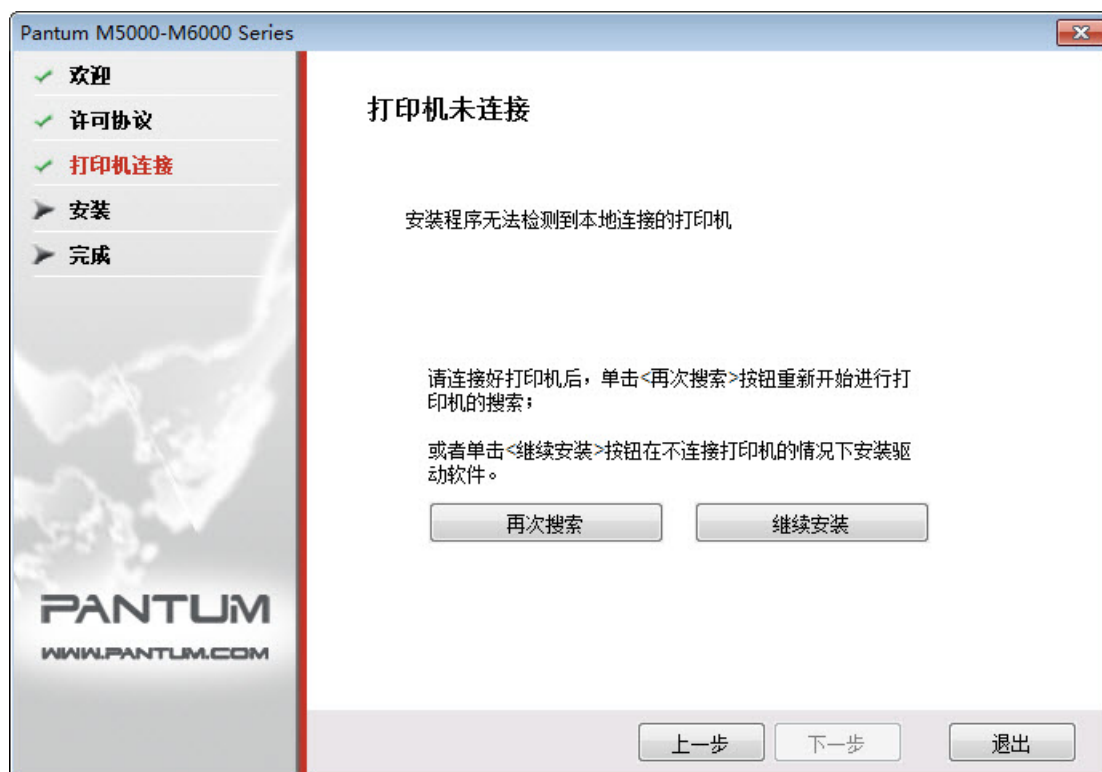 Pantum M5000-M6000 Series
欢迎
许可协议
打印机连接
安装
完成
PANTUM
WWW.PANTUM.COM
打印机未连接
安装程序无法检测到本地连接的打印机
请连接好打印机后，单击<再次搜索>按钮重新开始进行打
印机的搜索；
或者单击<继续安装>按钮在不连接打印机的情况下安装驱
动软件。
再次搜索
继续安装
上一步
下一步
退出